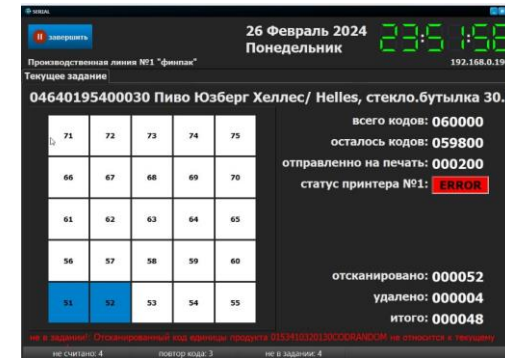 SERIAL
завершить
26 Февраль 2024
Понедельник
23:51:58
Производственная линия №1 "финпак"
192.168.0.19
Текущее задание
04640195400030 Пиво Юзберг Хеллес/ Helles, стекло.бутылка 30.
71 72 73 74 75
66 67 68 69 70
61 62 63 64 65
56 57 58 59 60
51 52 53 54 55
всего кодов: 060000
осталось кодов: 059800
отправленно на печать: 000200
статус принтера №1: ERROR
отсканировано: 000052
удалено: 000004
итого: 000048
не в задании! Отсканированный код единицы продукта 0153410320130CODRANDOM не относится к текущему
не считано: 4 повтор кода: 3 не в задании: 4